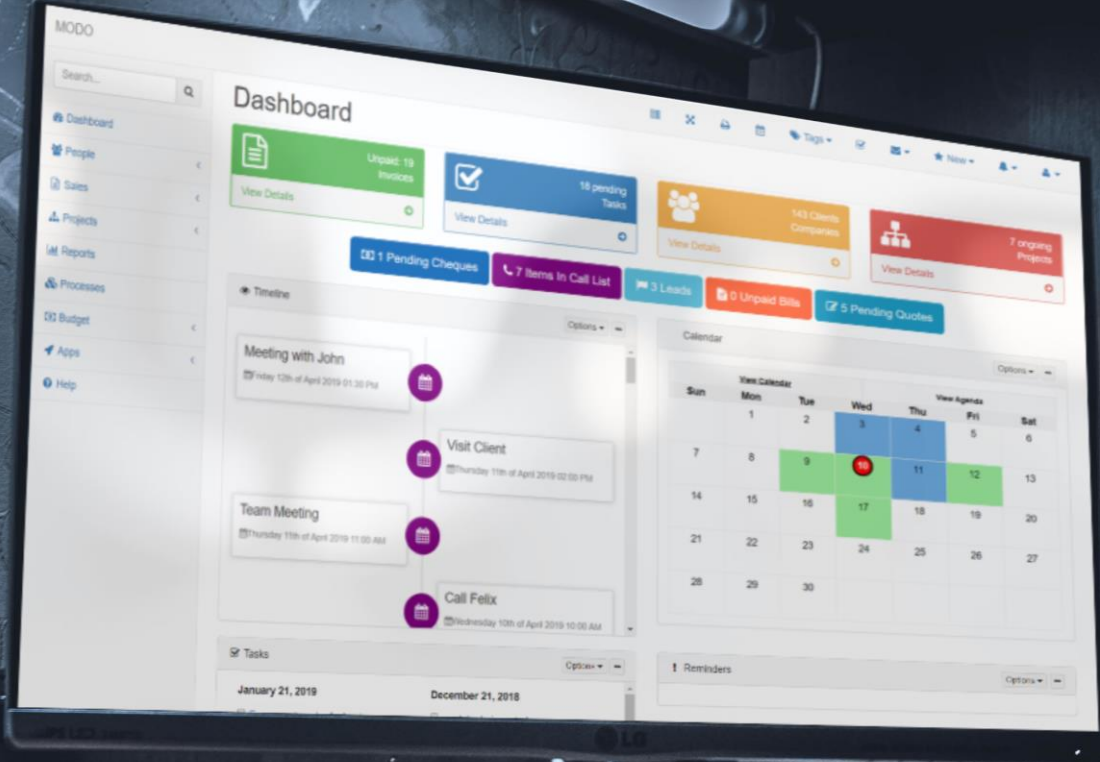 MODO
Search...
Dashboard
People
Sales
Projects
Reports
Processes
Budget
Apps
Help
Dashboard
Tags
New
Unpaid: 19
Invoices
View Details
18 pending
Tasks
View Details
143 Clients
Companies
View Details
7 ongoing
Projects
View Details
1 Pending Cheques
7 Items In Call List
3 Leads
0 Unpaid Bills
5 Pending Quotes
Timeline
Options
Meeting with John
Friday 12th of April 2019 01:30 PM
Visit Client
Thursday 11th of April 2019 02:00 PM
Team Meeting
Thursday 11th of April 2019 11:00 AM
Call Felix
Wednesday 10th of April 2019 10:00 AM
Calendar
Options
View Calendar View Agenda
Sun Mon Tue Wed Thu Fri Sat
1 2 3 4 5 6
7 8 9 10 11 12 13
14 15 16 17 18 19 20
21 22 23 24 25 26 27
28 29 30
Tasks
Options
January 21, 2019
December 21, 2018
Reminders
Options
LG